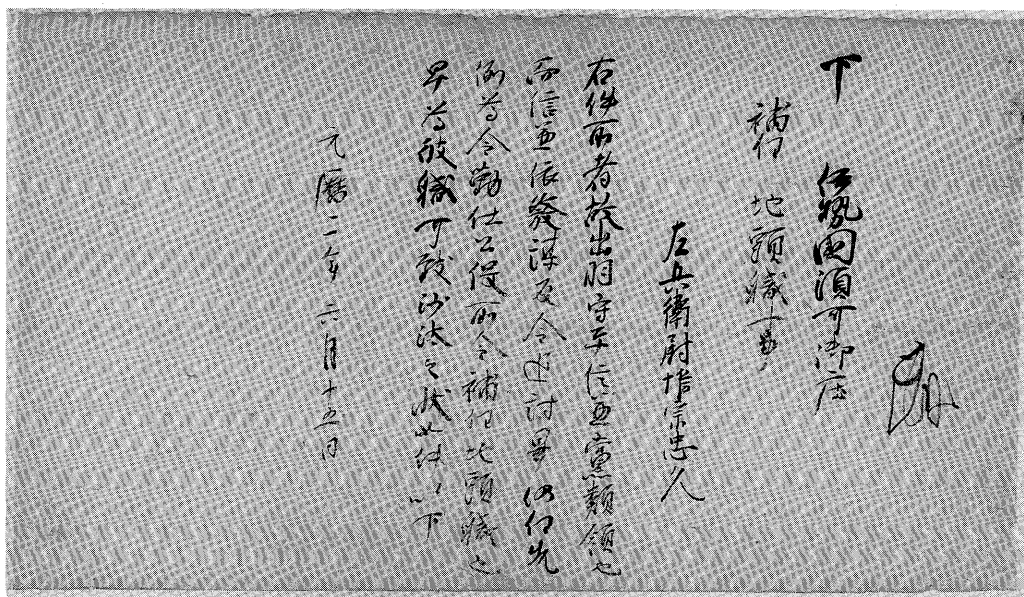 下 伊勢国須可御庄
補任 地頭職事
左兵衛尉惟宗忠久
右件所者故出羽守平信兼党類領也
而信兼依發謀反令追討畢仍任先
例為令勤仕公役所令補任地頭職也
早為彼職可致沙汰之状如件以下
元暦二年六月十五日